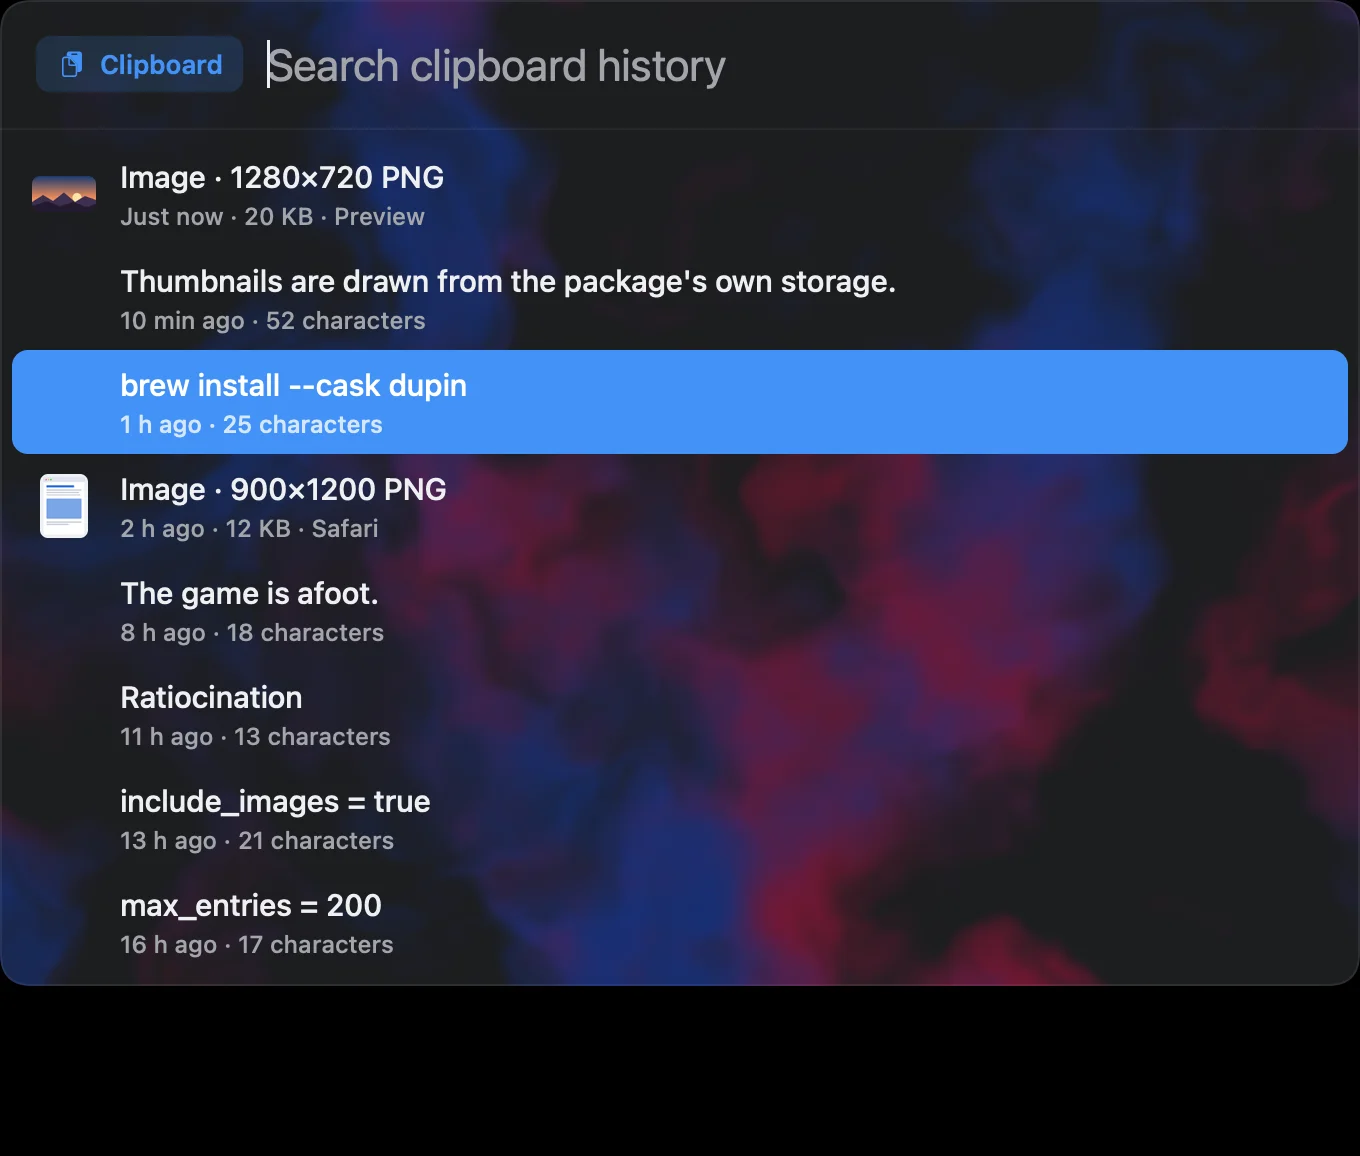 Clipboard Search clipboard history
Image · 1280×720 PNG
Just now · 20 KB · Preview
Thumbnails are drawn from the package's own storage.
10 min ago · 52 characters
brew install --cask dupin
1 h ago · 25 characters
Image · 900×1200 PNG
2 h ago · 12 KB · Safari
The game is afoot.
8 h ago · 18 characters
Ratiocination
11 h ago · 13 characters
include_images = true
13 h ago · 21 characters
max_entries = 200
16 h ago · 17 characters